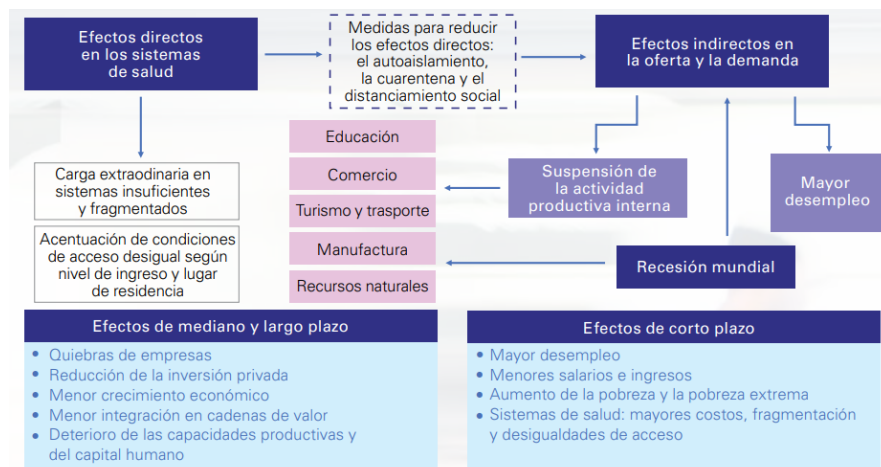 Efectos directos
en los sistemas
de salud
Medidas para reducir
los efectos directos:
el autoaislamiento,
la cuarentena y el
distanciamiento social
Efectos indirectos en
la oferta y la demanda
Carga extraodinaria en
sistemas insuficientes
y fragmentados
Acentuación de condiciones
de acceso desigual según
nivel de ingreso y lugar
de residencia
Educación
Comercio
Turismo y trasporte
Manufactura
Recursos naturales
Suspensión de
la actividad
productiva interna
Mayor
desempleo
Recesión mundial
Efectos de mediano y largo plazo
• Quiebras de empresas
• Reducción de la inversión privada
• Menor crecimiento económico
• Menor integración en cadenas de valor
• Deterioro de las capacidades productivas y
del capital humano
Efectos de corto plazo
• Mayor desempleo
• Menores salarios e ingresos
• Aumento de la pobreza y la pobreza extrema
• Sistemas de salud: mayores costos, fragmentación
y desigualdades de acceso